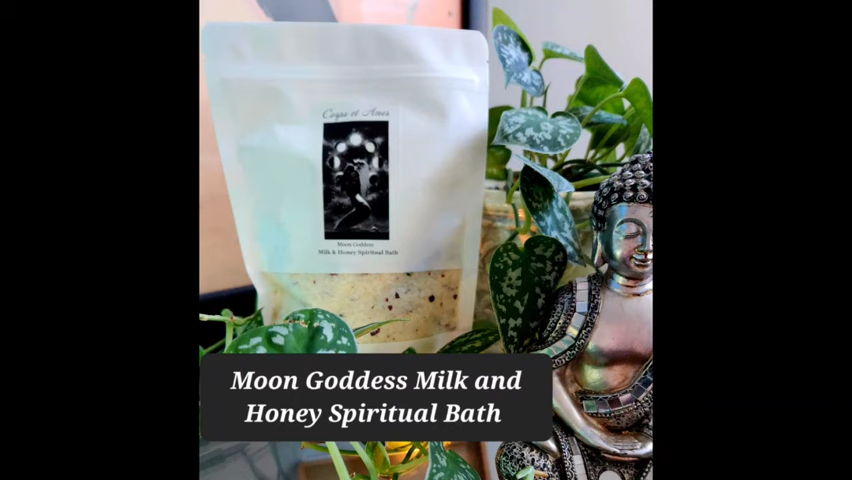 Corps et Ames
Moon Goddess
Milk & Honey Spiritual Bath
Moon Goddess Milk and
Honey Spiritual Bath